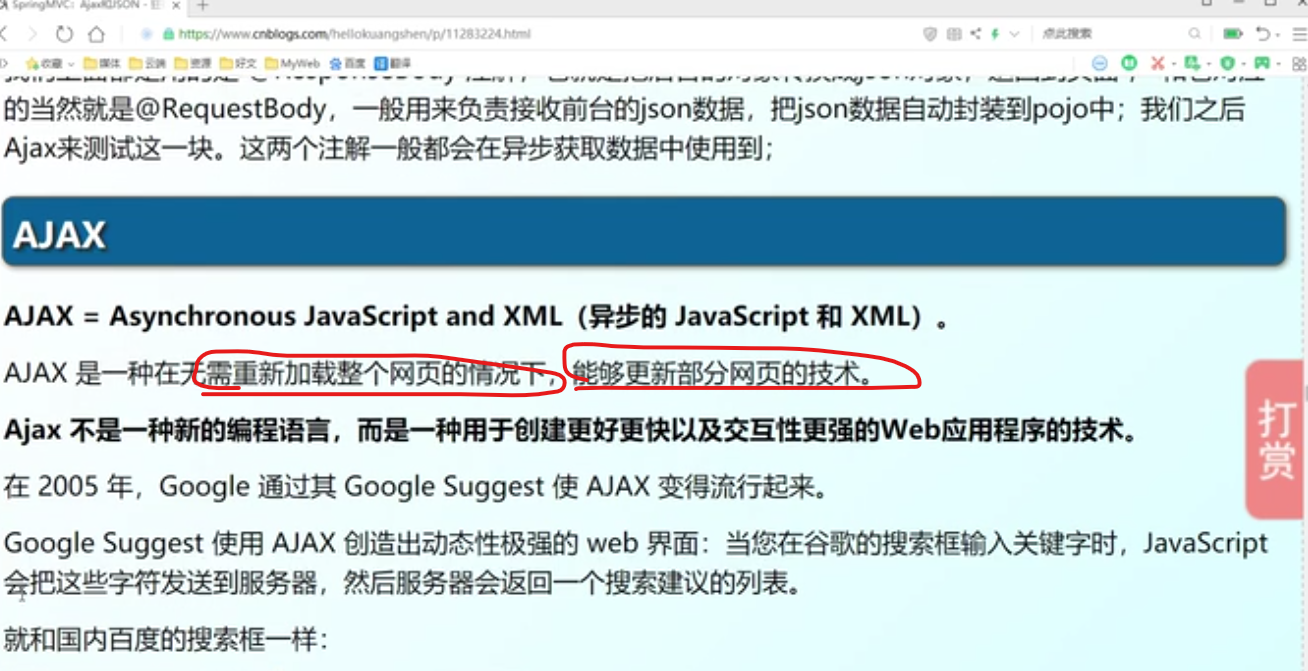 SpringMVC: Ajax和JSON
https://www.cnblogs.com/hellokuangshen/p/11283224.html
点此搜索
收藏 媒体 云端 资源 好文 MyWeb 百度 翻译
的当然就是@RequestBody，一般用来负责接收前台的json数据，把json数据自动封装到pojo中；我们之后
Ajax来测试这一块。这两个注解一般都会在异步获取数据中使用到；
AJAX
AJAX = Asynchronous JavaScript and XML（异步的 JavaScript 和 XML）。
AJAX 是一种在无需重新加载整个网页的情况下，能够更新部分网页的技术。
Ajax 不是一种新的编程语言，而是一种用于创建更好更快以及交互性更强的Web应用程序的技术。
在 2005 年，Google 通过其 Google Suggest 使 AJAX 变得流行起来。
Google Suggest 使用 AJAX 创造出动态性极强的 web 界面：当您在谷歌的搜索框输入关键字时，JavaScript
会把这些字符发送到服务器，然后服务器会返回一个搜索建议的列表。
就和国内百度的搜索框一样：
打赏